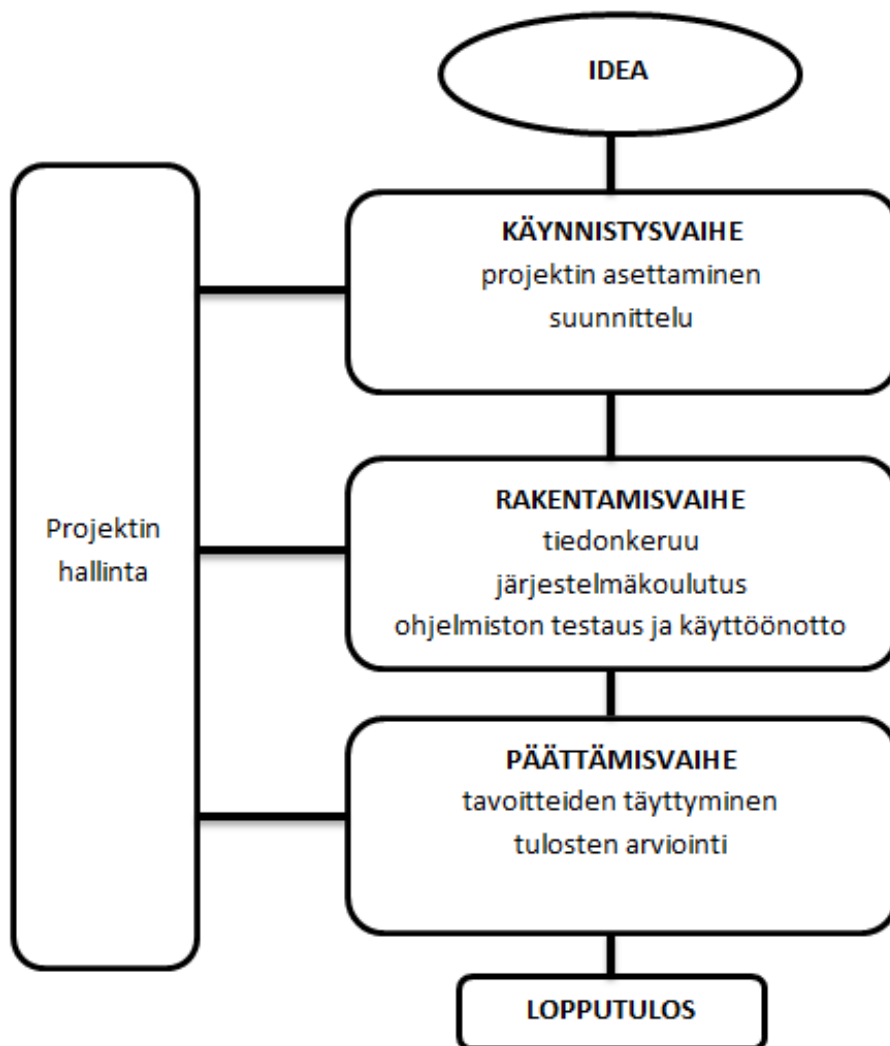 IDEA
KÄYNNISTYSVAIHE
projektin asettaminen
suunnittelu
Projektin
hallinta
RAKENTAMISVAIHE
tiedonkeruu
järjestelmäkoulutus
ohjelmiston testaus ja käyttöönotto
PÄÄTTÄMISVAIHE
tavoitteiden täyttyminen
tulosten arviointi
LOPPUTULOS